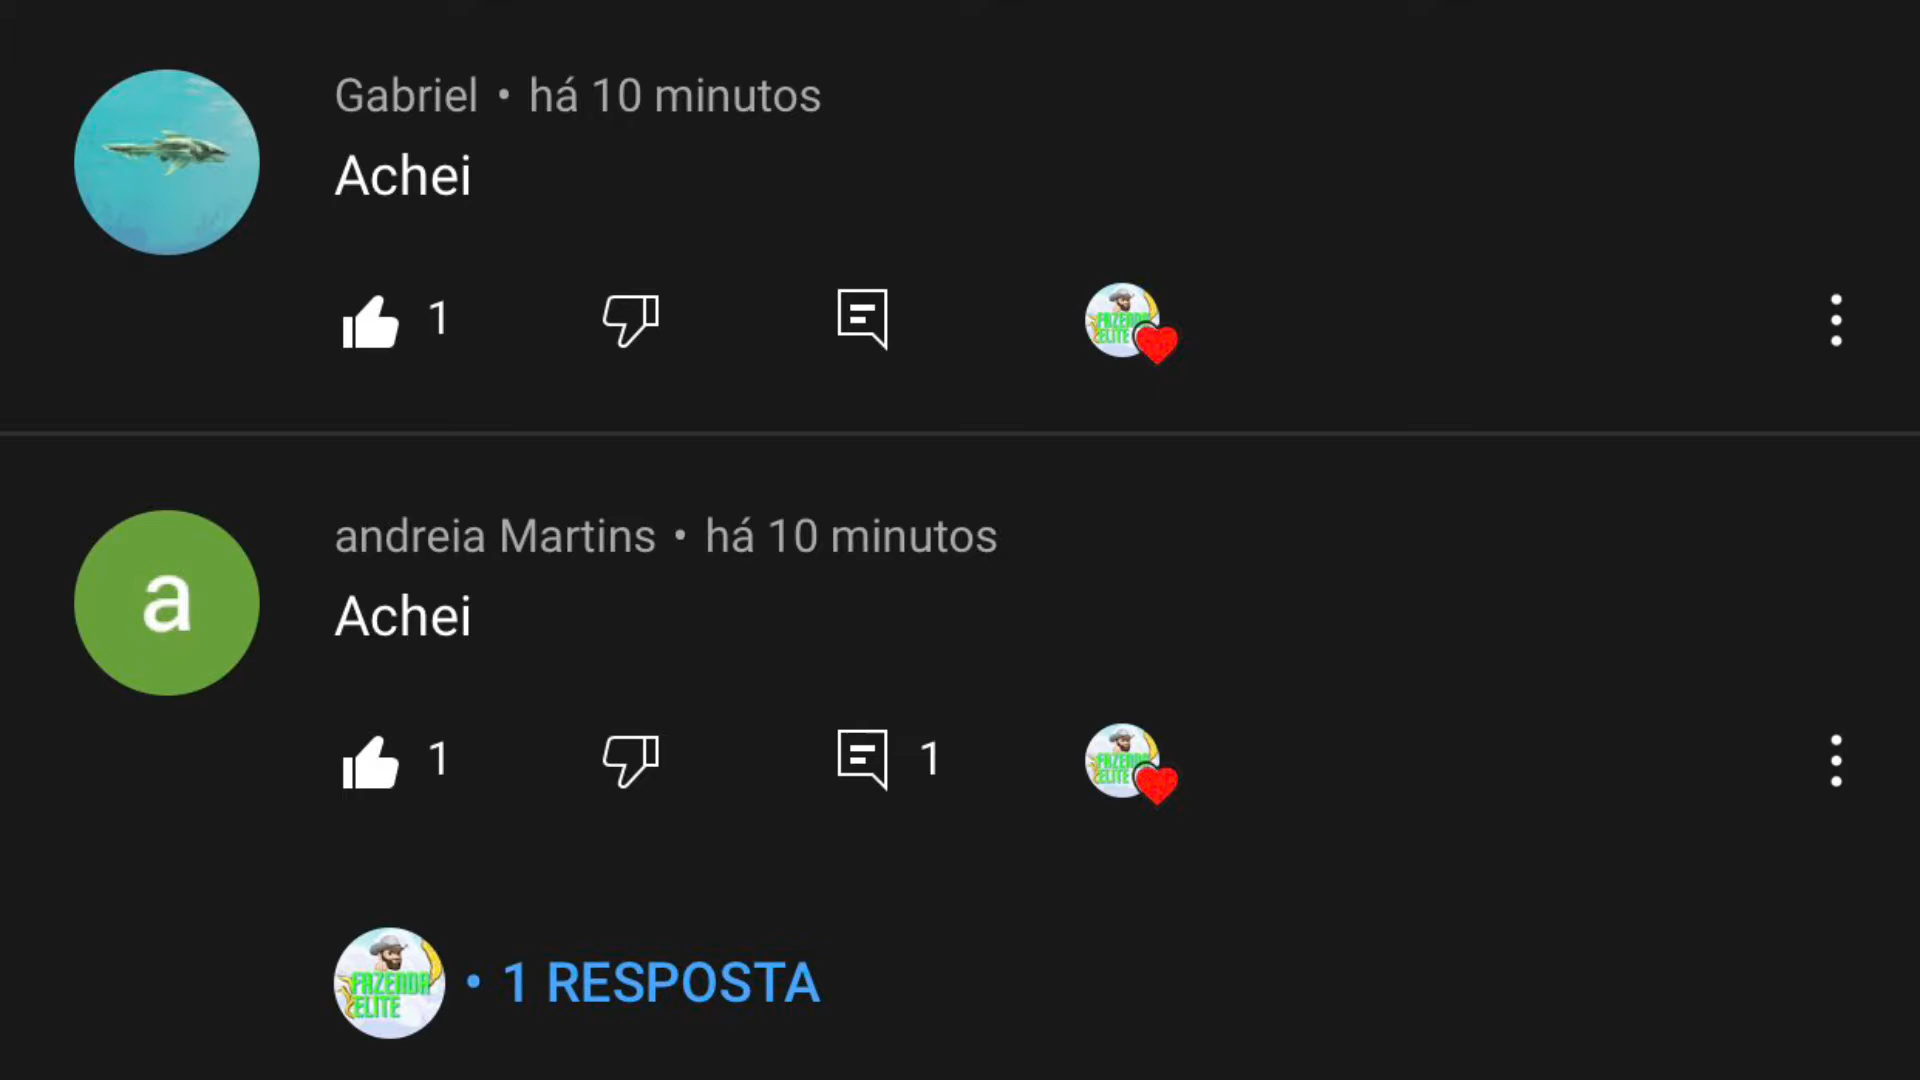 Gabriel • há 10 minutos
Achei
1
FAZENDA
ELITE
a
andreia Martins • há 10 minutos
Achei
1
1
FAZENDA
ELITE
FAZENDA
ELITE
• 1 RESPOSTA